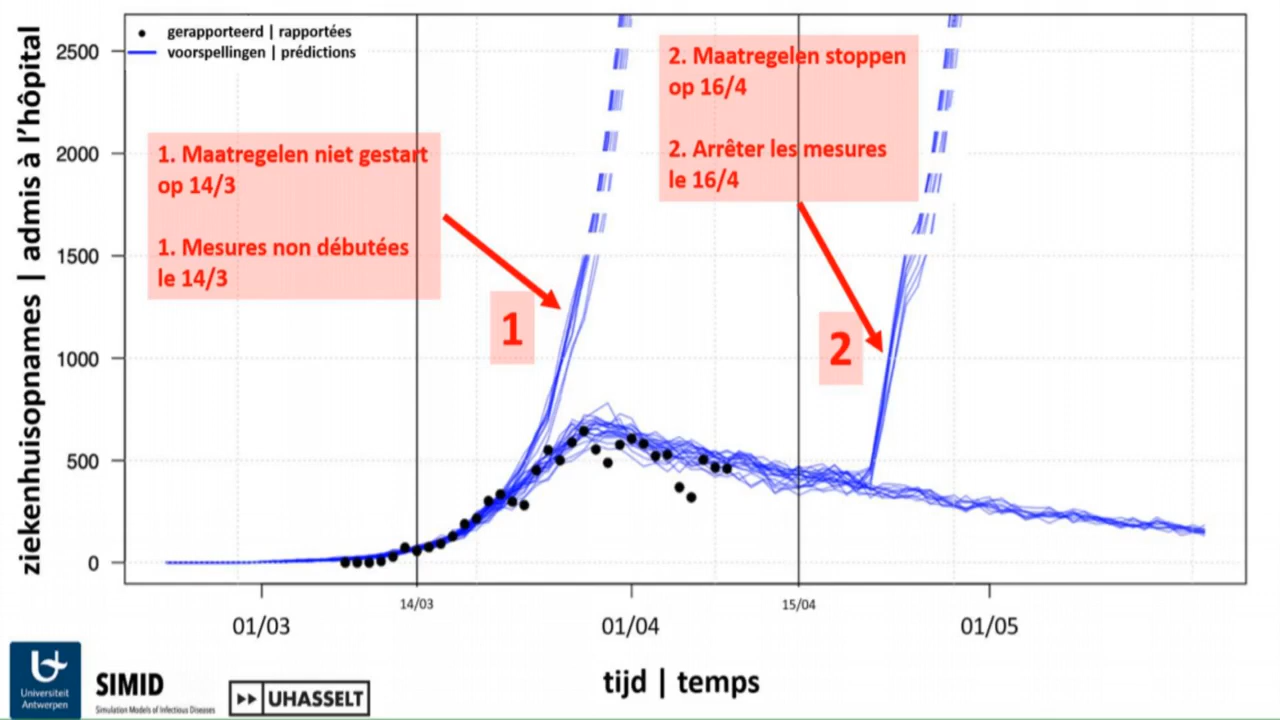 gerapporteerd | rapportées
voorspellingen | prédictions
ziekenhuisopnames | admis à l'hôpital
2500
2000
1500
1000
500
0
1. Maatregelen niet gestart
op 14/3
1. Mesures non débutées
le 14/3
2. Maatregelen stoppen
op 16/4
2. Arrêter les mesures
le 16/4
1
2
14/03
15/04
01/03
01/04
01/05
tijd | temps
Universiteit
Antwerpen
SIMID
Simulation Models of Infectious Diseases
UHASSELT